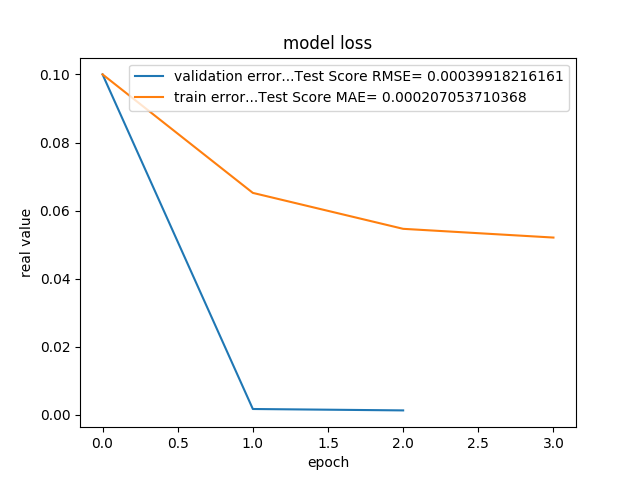 model loss
validation error...Test Score RMSE= 0.00039918216161
train error...Test Score MAE= 0.000207053710368
0.10
0.08
0.06
0.04
0.02
0.00
real value
0.0 0.5 1.0 1.5 2.0 2.5 3.0
epoch